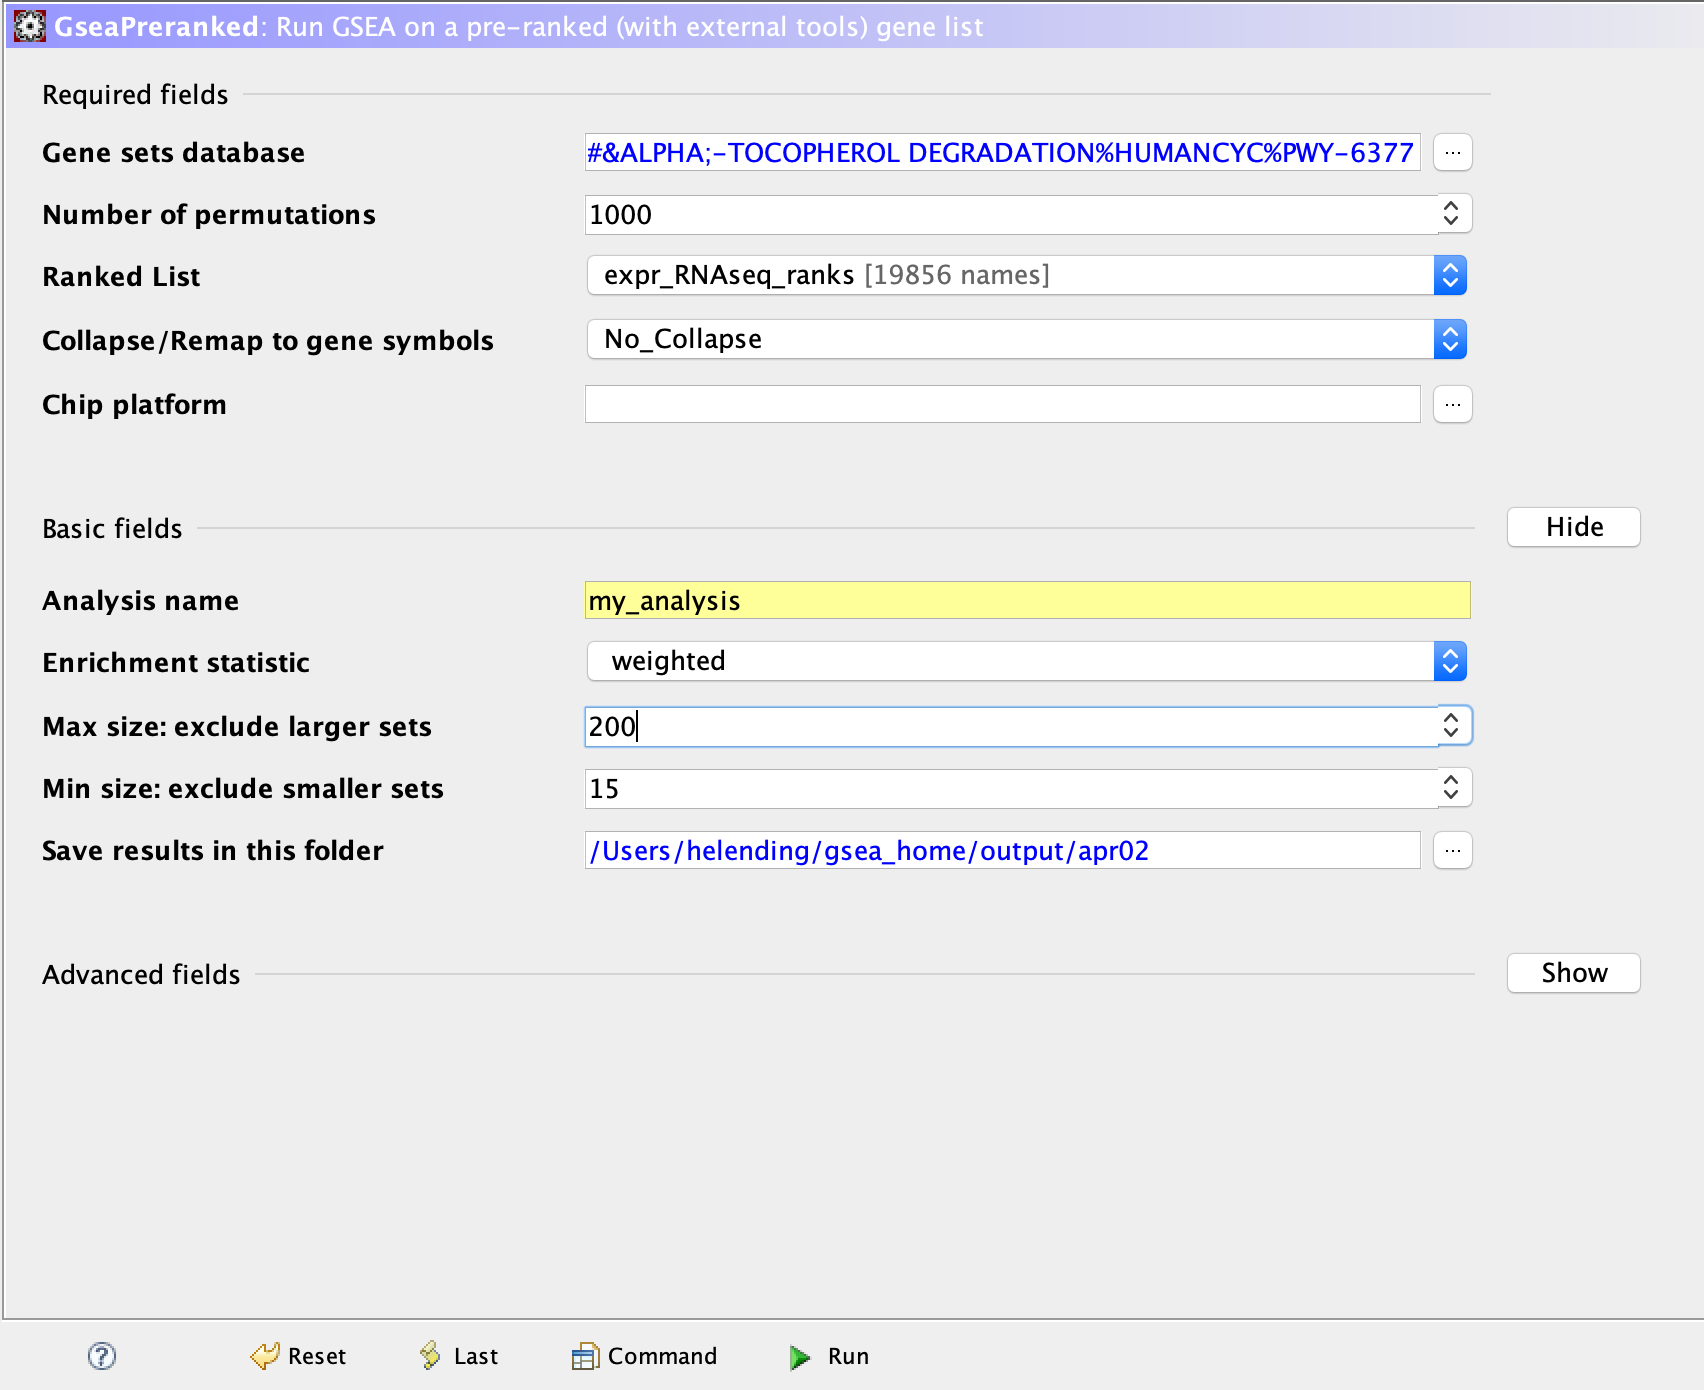 GseaPreranked: Run GSEA on a pre-ranked (with external tools) gene list
Required fields
Gene sets database #&ALPHA;-TOCOPHEROL DEGRADATION%HUMANCYC%PWY-6377 ...
Number of permutations 1000
Ranked List expr_RNAseq_ranks [19856 names]
Collapse/Remap to gene symbols No_Collapse
Chip platform ...
Basic fields Hide
Analysis name my_analysis
Enrichment statistic weighted
Max size: exclude larger sets 200
Min size: exclude smaller sets 15
Save results in this folder /Users/helending/gsea_home/output/apr02 ...
Advanced fields Show
? Reset Last Command Run